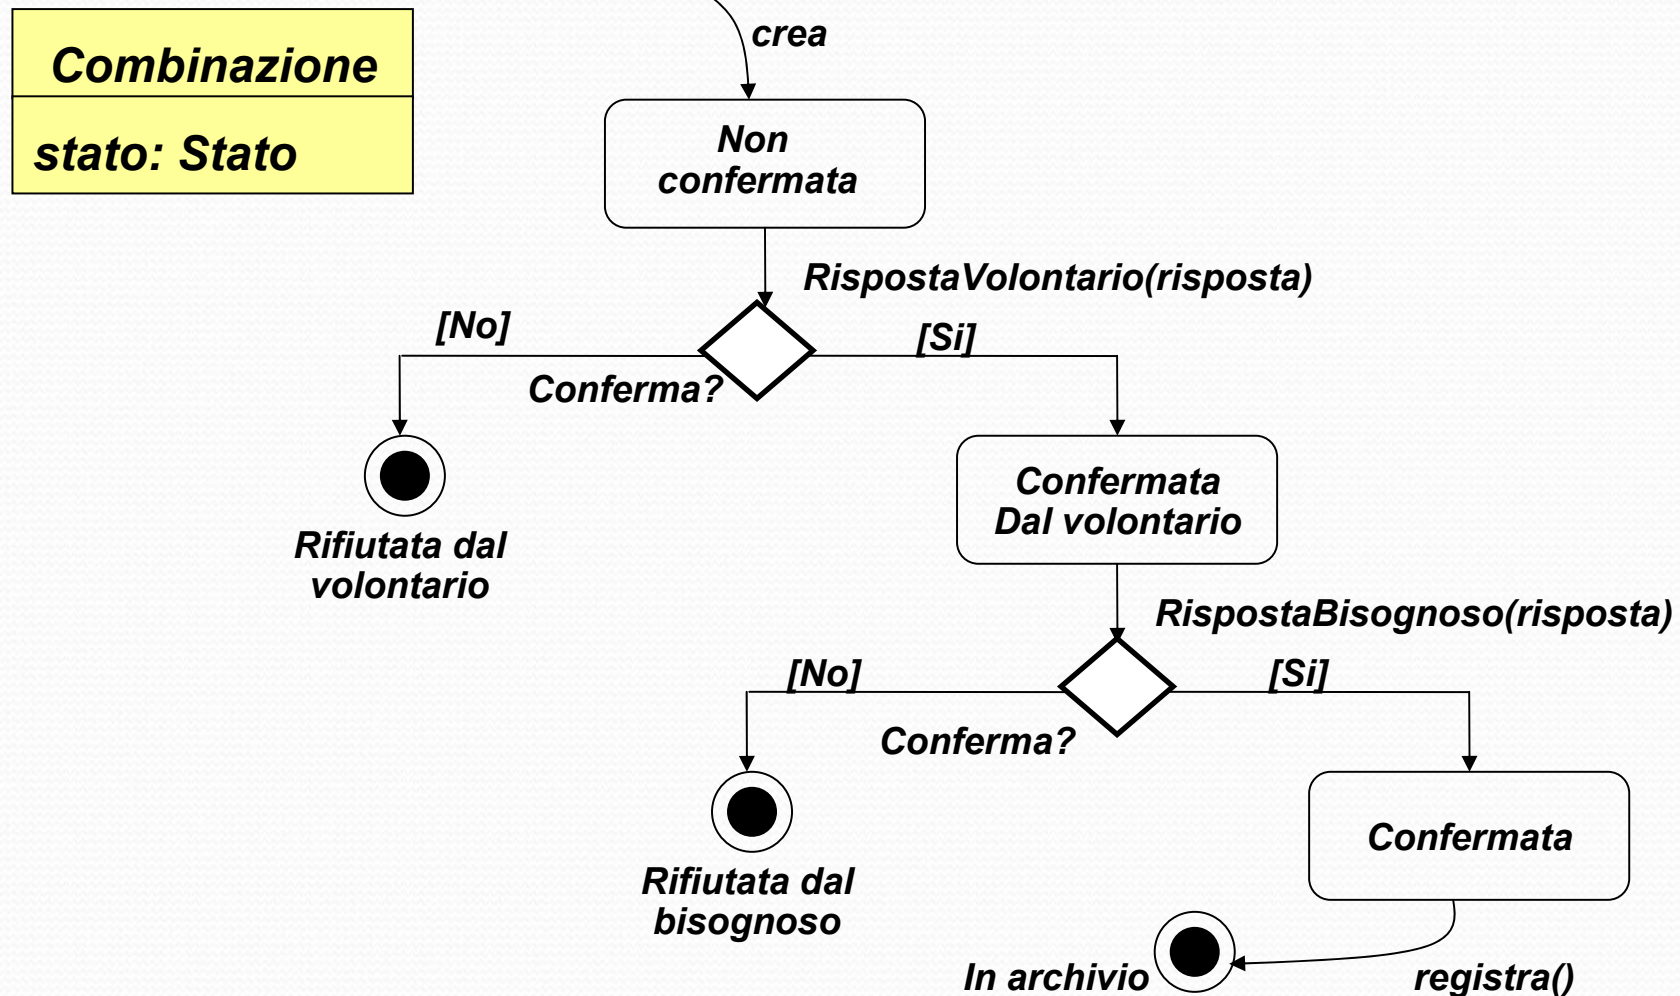 Combinazione
stato: Stato
crea
Non
confermata
RispostaVolontario(risposta)
[No]
[Si]
Conferma?
Confermata
Dal volontario
Rifiutata dal
volontario
RispostaBisognoso(risposta)
[No]
[Si]
Conferma?
Confermata
Rifiutata dal
bisognoso
In archivio
registra()